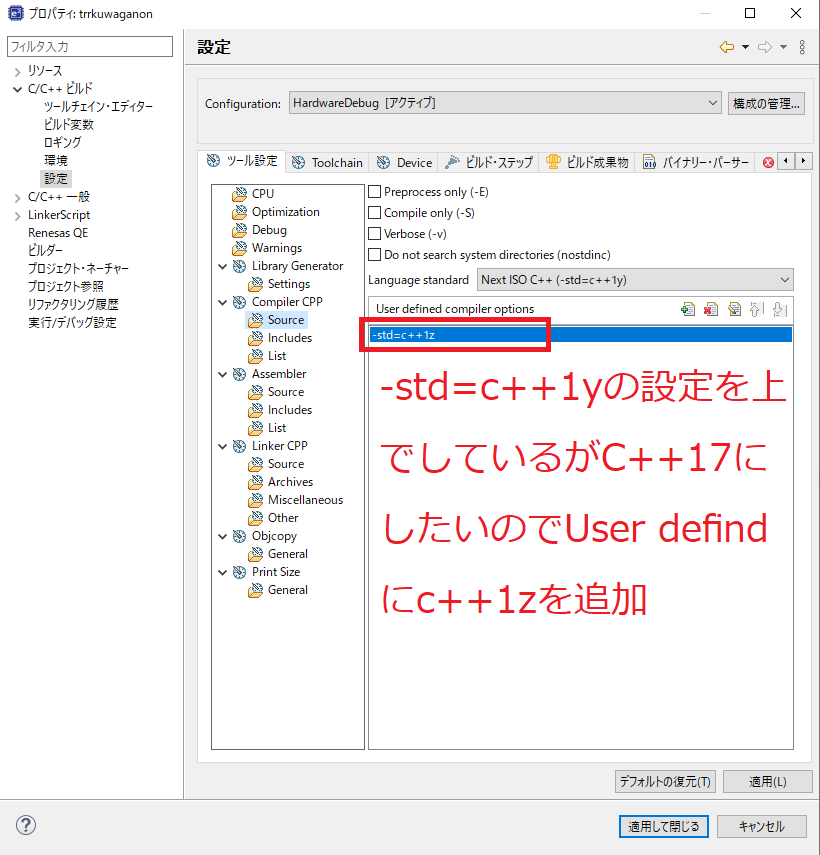 プロパティ: trrkuwaganon
フィルタ入力
リソース
C/C++ ビルド
ツールチェイン・エディター
ビルド変数
ロギング
環境
設定
C/C++ 一般
LinkerScript
Renesas QE
ビルダー
プロジェクト・ネーチャー
プロジェクト参照
リファクタリング履歴
実行/デバッグ設定
設定
Configuration:
HardwareDebug [アクティブ]
構成の管理...
ツール設定
Toolchain
Device
ビルド・ステップ
ビルド成果物
バイナリー・パーサー
CPU
Optimization
Debug
Warnings
Library Generator
Settings
Compiler CPP
Source
Includes
List
Assembler
Source
Includes
List
Linker CPP
Source
Archives
Miscellaneous
Other
Objcopy
General
Print Size
General
Preprocess only (-E)
Compile only (-S)
Verbose (-v)
Do not search system directories (nostdinc)
Language standard
Next ISO C++ (-std=c++1y)
User defined compiler options
-std=c++1z
-std=c++1yの設定を上
でしているがC++17に
したいのでUser defind
にc++1zを追加
デフォルトの復元(T)
適用(L)
適用して閉じる
キャンセル